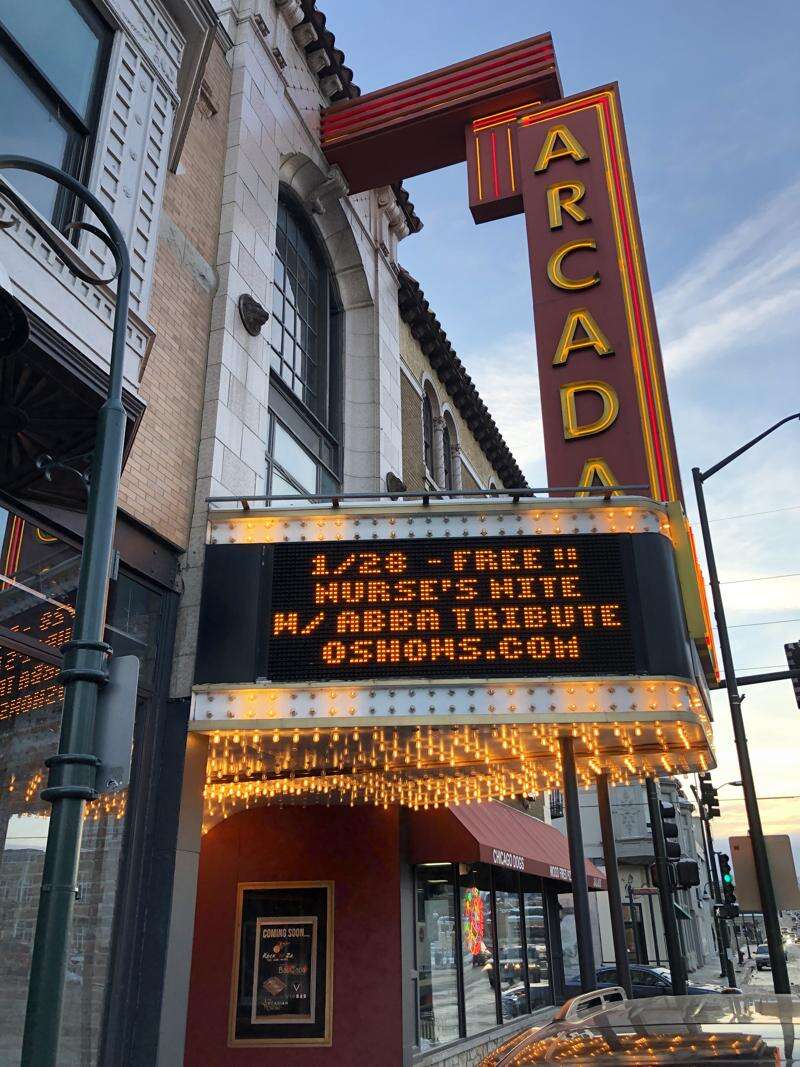 ARCADA
1/28 - FREE !!
NURSE'S NITE
W/ ABBA TRIBUTE
OSHOWS.COM
CHICAGO DOGS
COMING SOON...